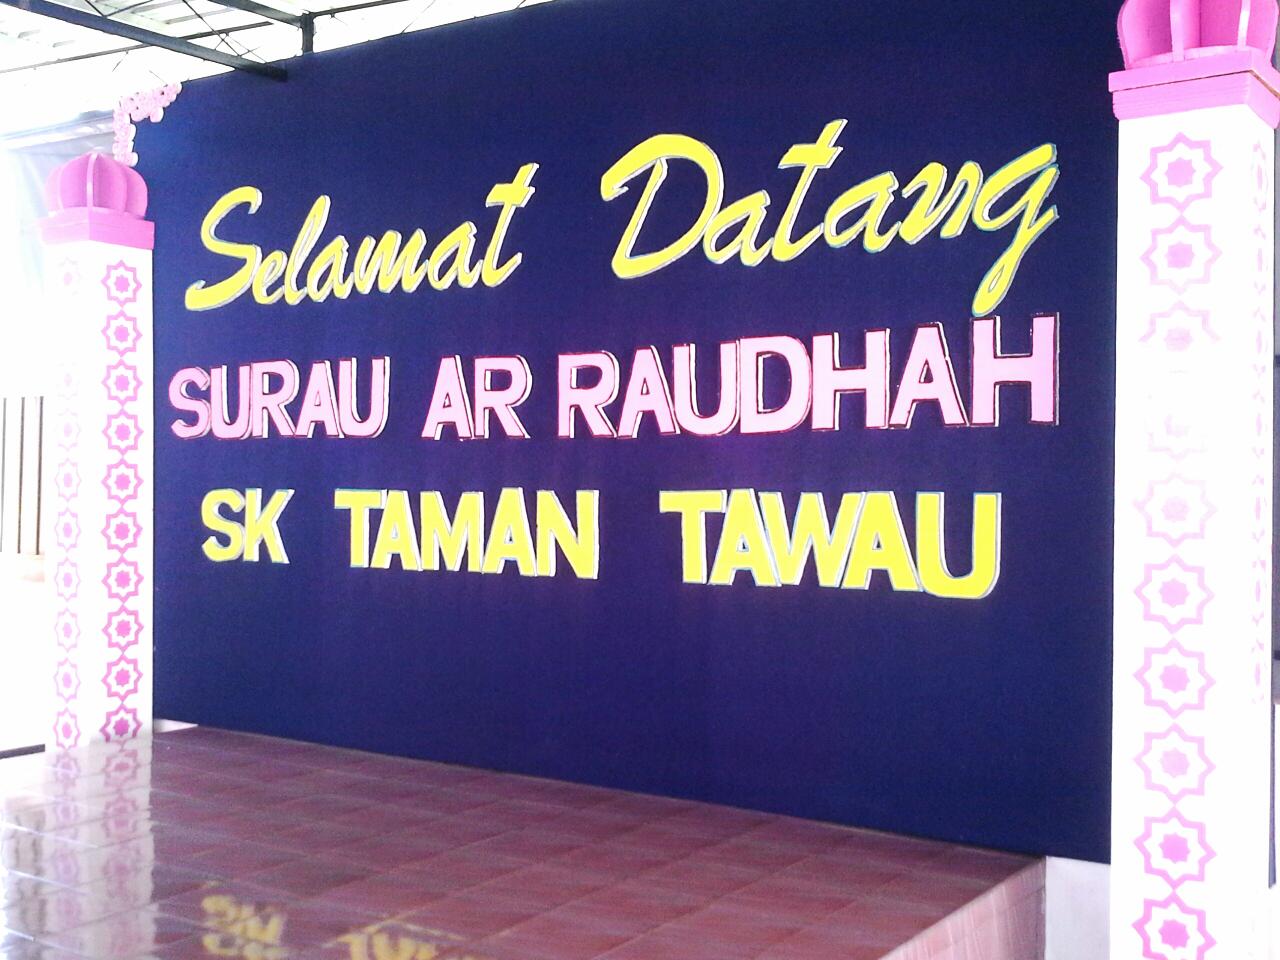 Selamat Datang
SURAU AR RAUDHAH
SK TAMAN TAWAU